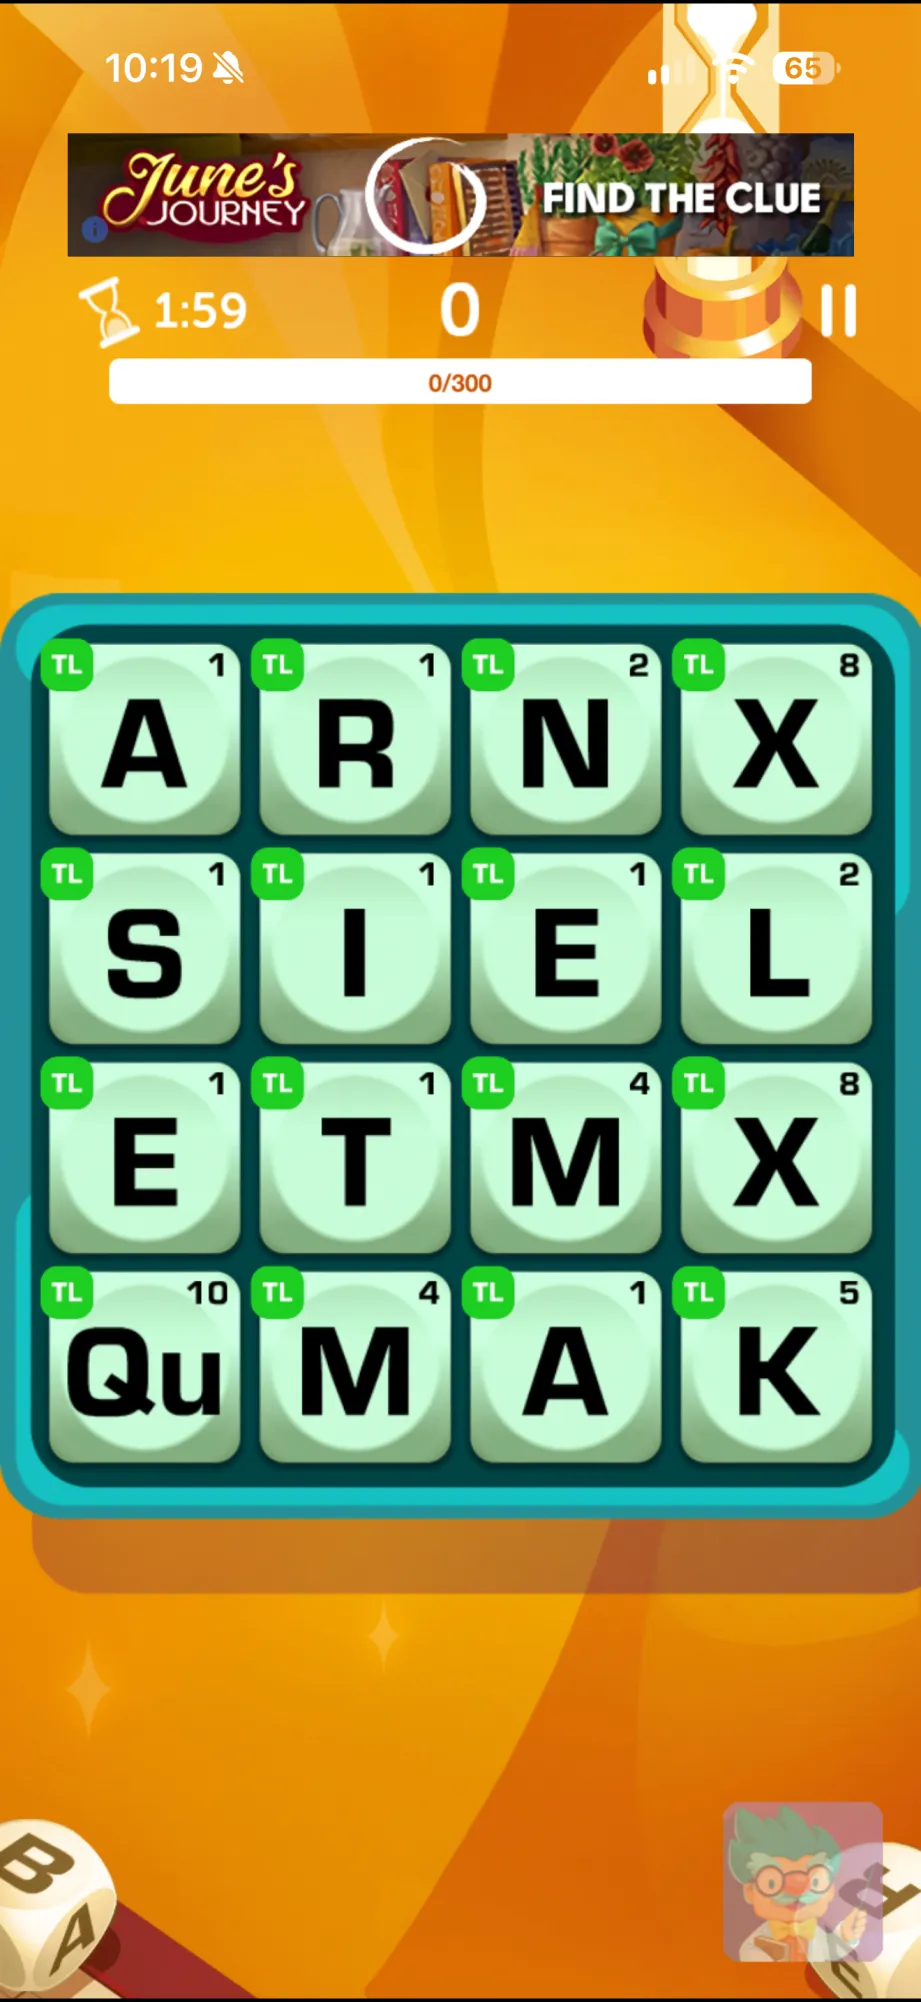 10:19 65
June's
JOURNEY
FIND THE CLUE
1:59 0
0/300
TL 1 TL 1 TL 2 TL 8
A R N X
TL 1 TL 1 TL 1 TL 2
S I E L
TL 1 TL 1 TL 4 TL 8
E T M X
TL 10 TL 4 TL 1 TL 5
Qu M A K
B
A